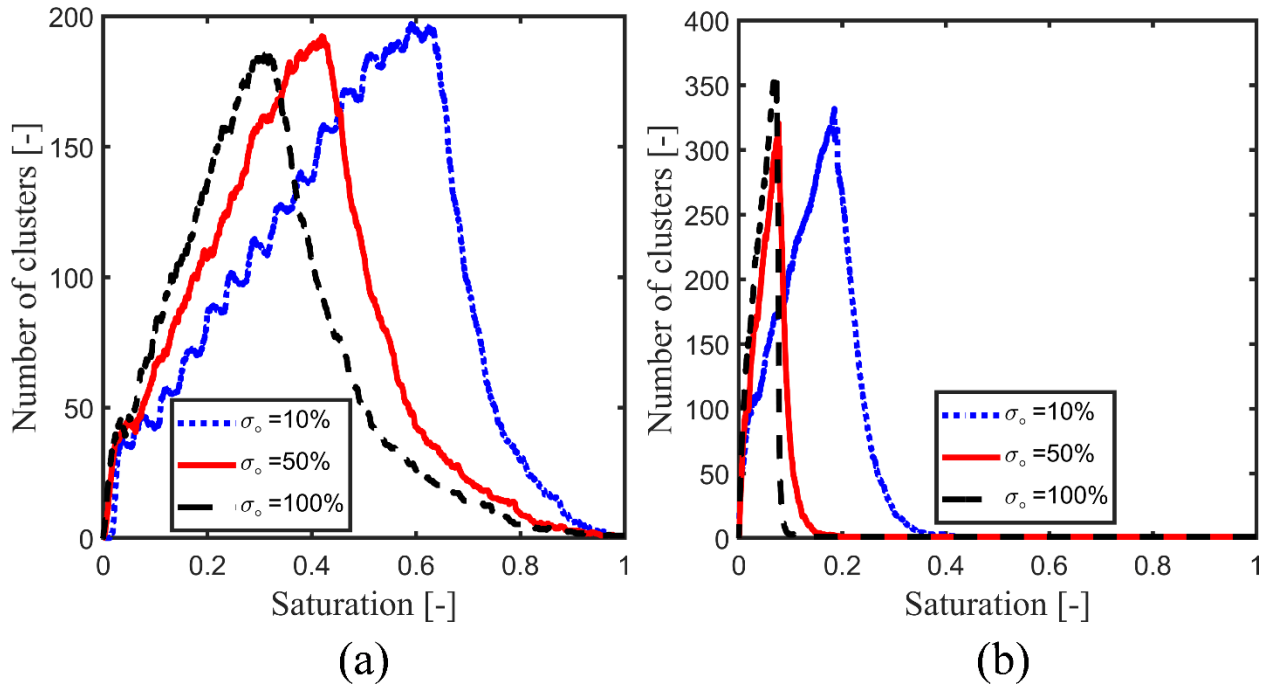 200
150
100
50
0
Number of clusters [-]
σ∘ =10%
σ∘ =50%
σ∘ =100%
0 0.2 0.4 0.6 0.8 1
Saturation [-]
(a)
400
350
300
250
200
150
100
50
0
Number of clusters [-]
σ∘ =10%
σ∘ =50%
σ∘ =100%
0 0.2 0.4 0.6 0.8 1
Saturation [-]
(b)